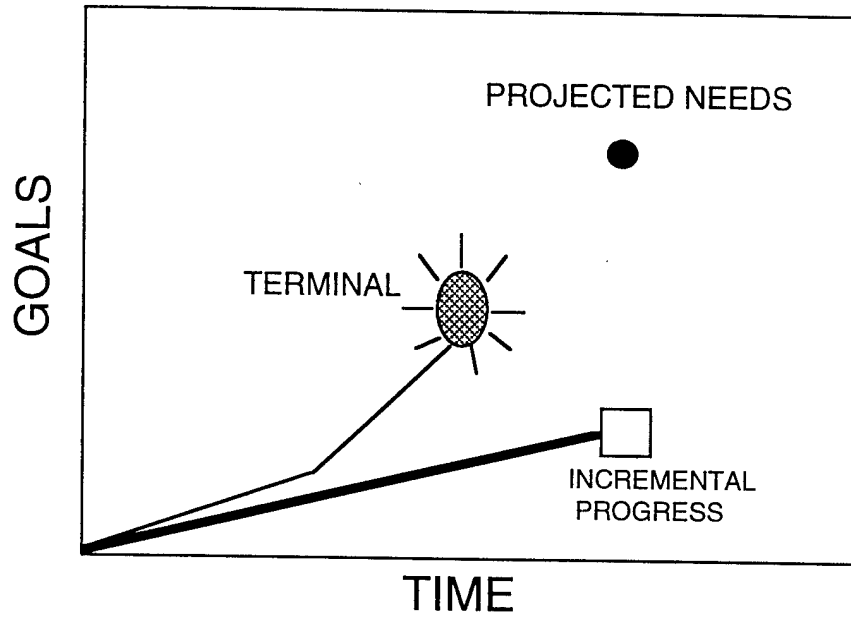 PROJECTED NEEDS
TERMINAL
INCREMENTAL
PROGRESS
GOALS
TIME